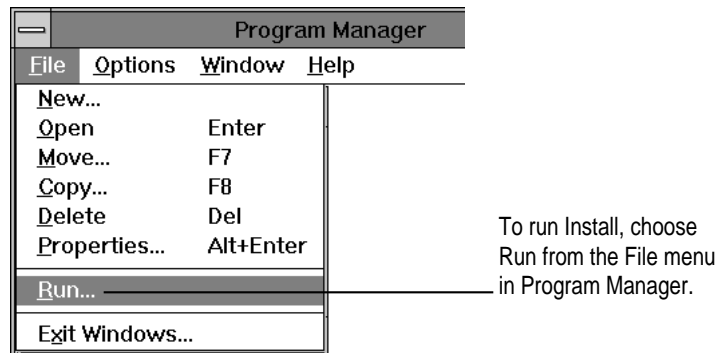 Program Manager
File Options Window Help
New...
Open Enter
Move... F7
Copy... F8
Delete Del
Properties... Alt+Enter
Run...
Exit Windows...
To run Install, choose
Run from the File menu
in Program Manager.